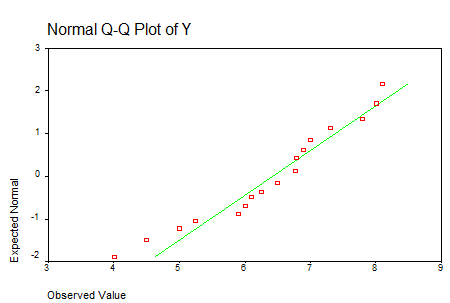 Normal Q-Q Plot of Y
3
2
1
0
-1
-2
Expected Normal
3 4 5 6 7 8 9
Observed Value